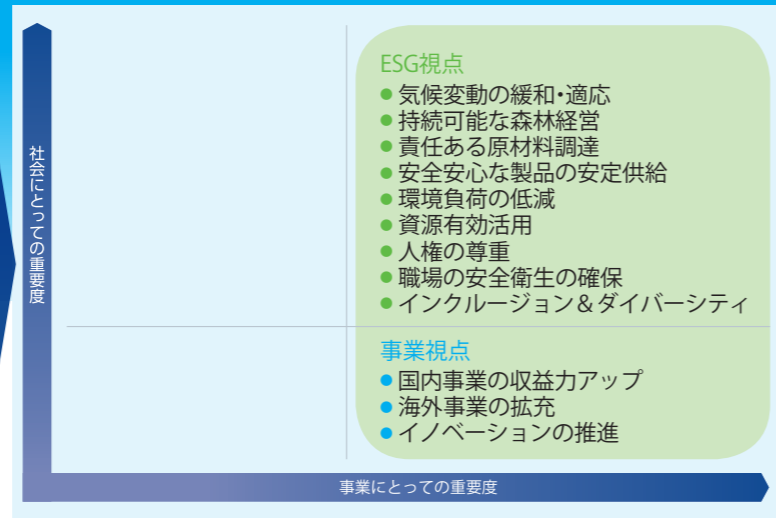 社会にとっての重要度
ESG視点
● 気候変動の緩和・適応
● 持続可能な森林経営
● 責任ある原材料調達
● 安全安心な製品の安定供給
● 環境負荷の低減
● 資源有効活用
● 人権の尊重
● 職場の安全衛生の確保
● インクルージョン＆ダイバーシティ
事業視点
● 国内事業の収益力アップ
● 海外事業の拡充
● イノベーションの推進
事業にとっての重要度